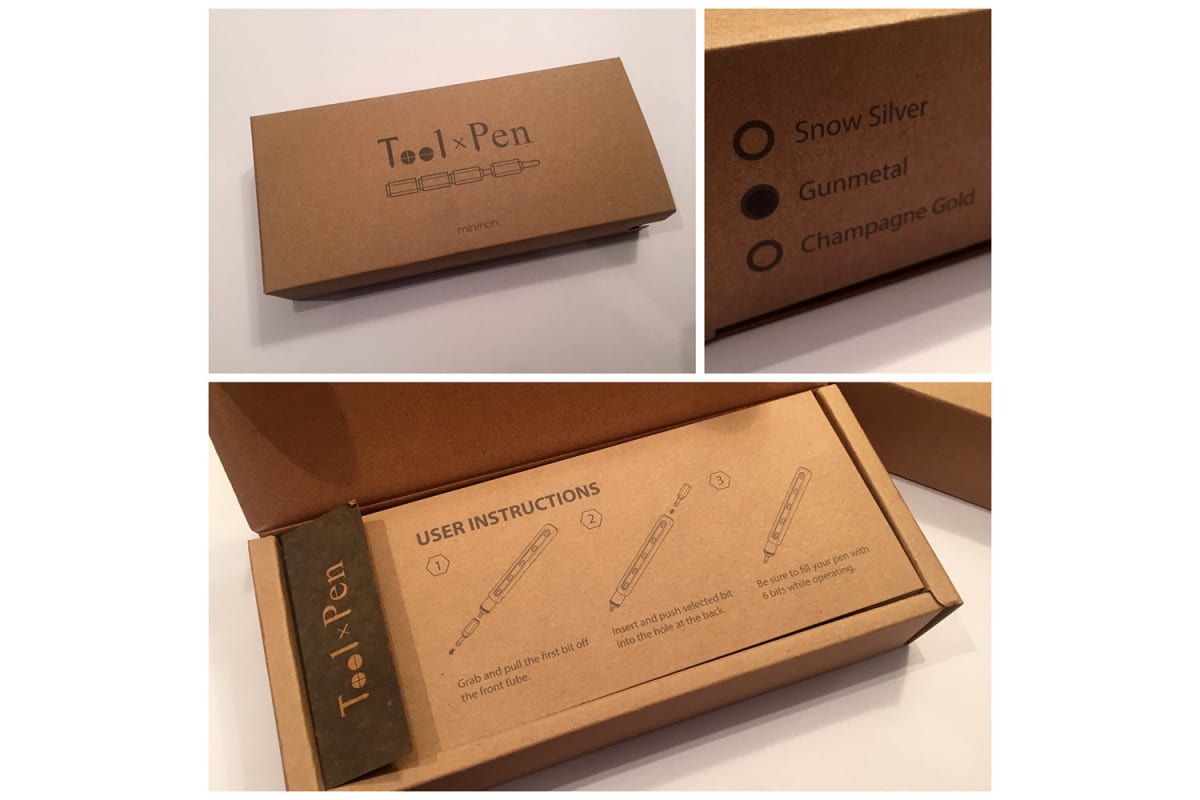 Tool × Pen
mininch
Snow Silver
Gunmetal
Champagne Gold
Tool × Pen
USER INSTRUCTIONS
1
Grab and pull the first bit off
the front tube.
2
Insert and push selected bit
into the hole at the back.
3
Be sure to fill your pen with
6 bits while operating.